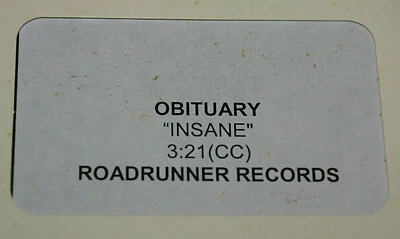 OBITUARY
“INSANE"
3:21(CC)
ROADRUNNER RECORDS